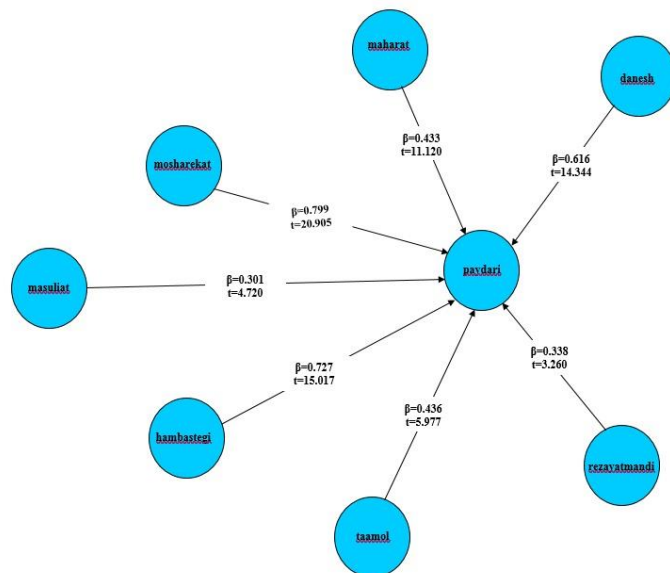 maharat
danesh
β=0.433
t=11.120
mosharekat
β=0.616
t=14.344
β=0.799
t=20.905
paydari
masuliat
β=0.301
t=4.720
β=0.338
t=3.260
β=0.727
t=15.017
β=0.436
t=5.977
hambastegi
rezayatmandi
taamol